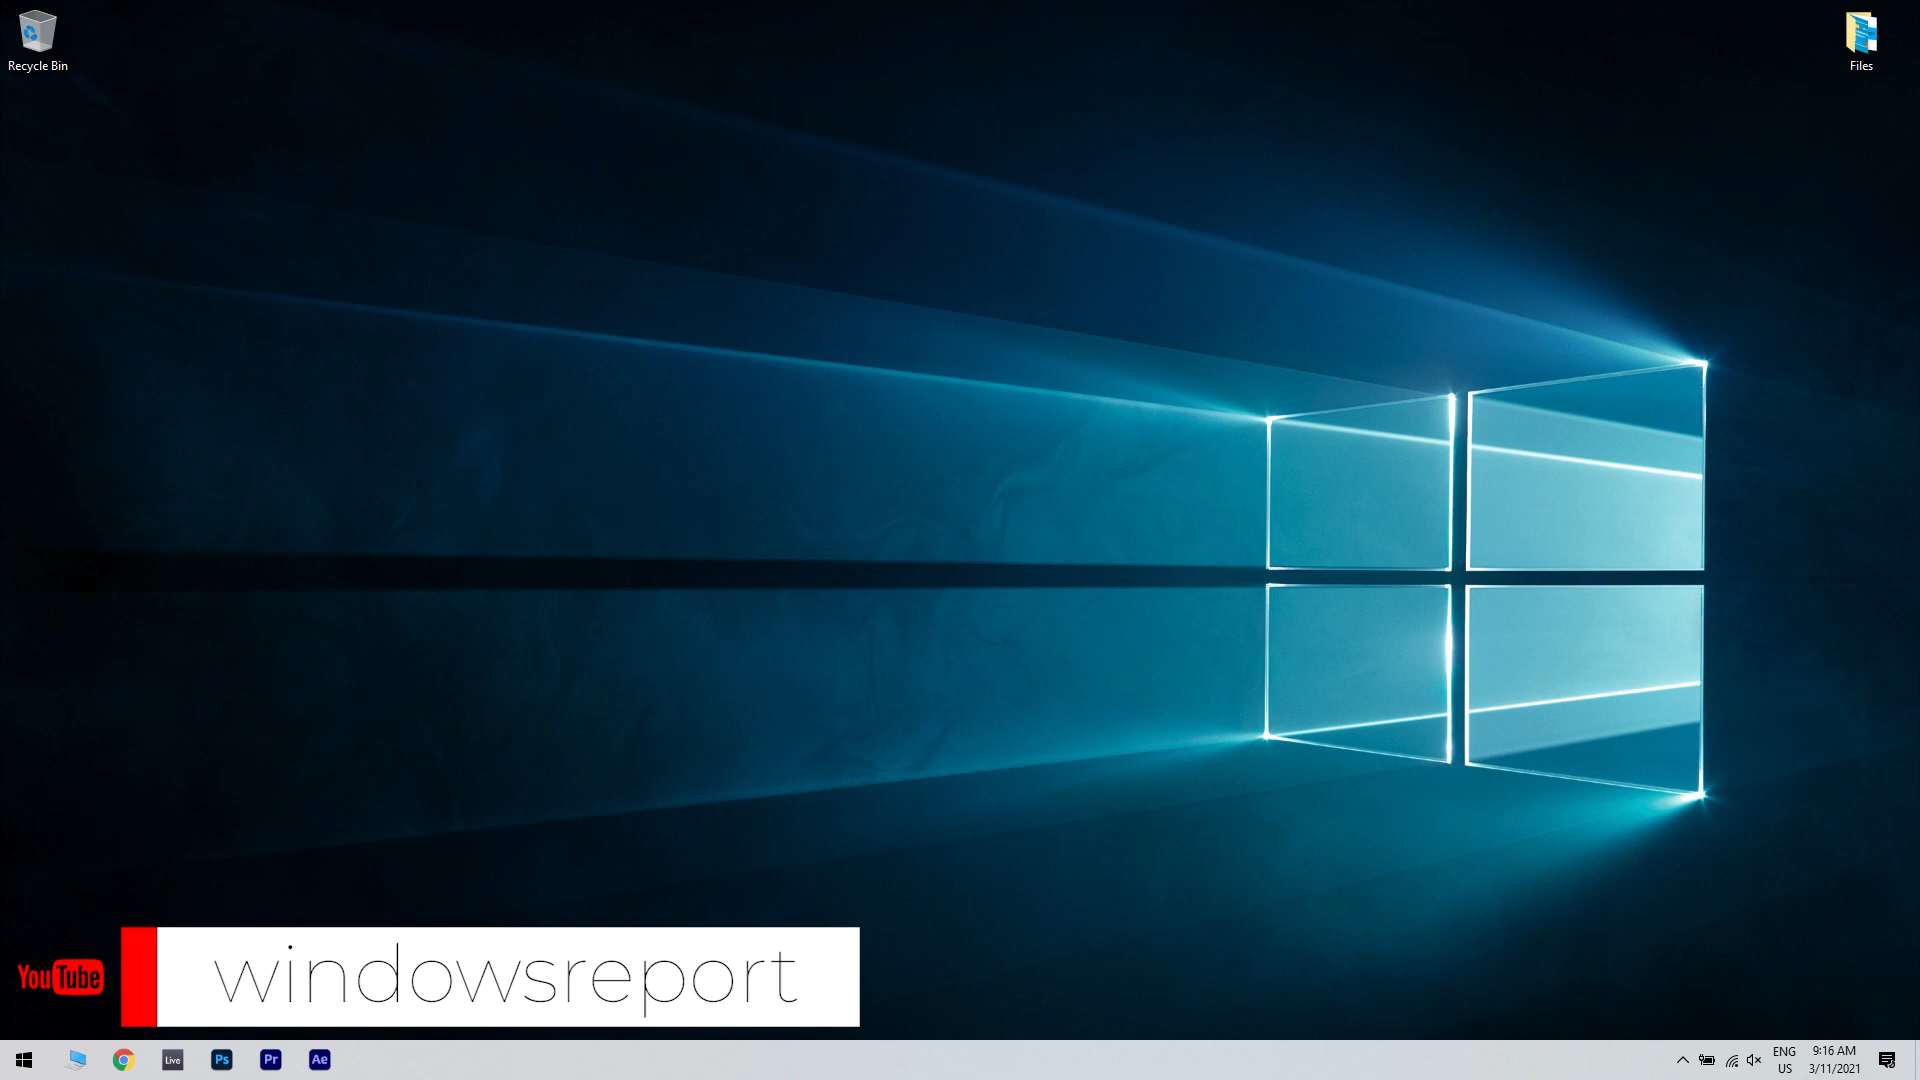 Recycle Bin
Files
YouTube
windowsreport
Live
Ps
Pr
Ae
ENG
US
9:16 AM
3/11/2021